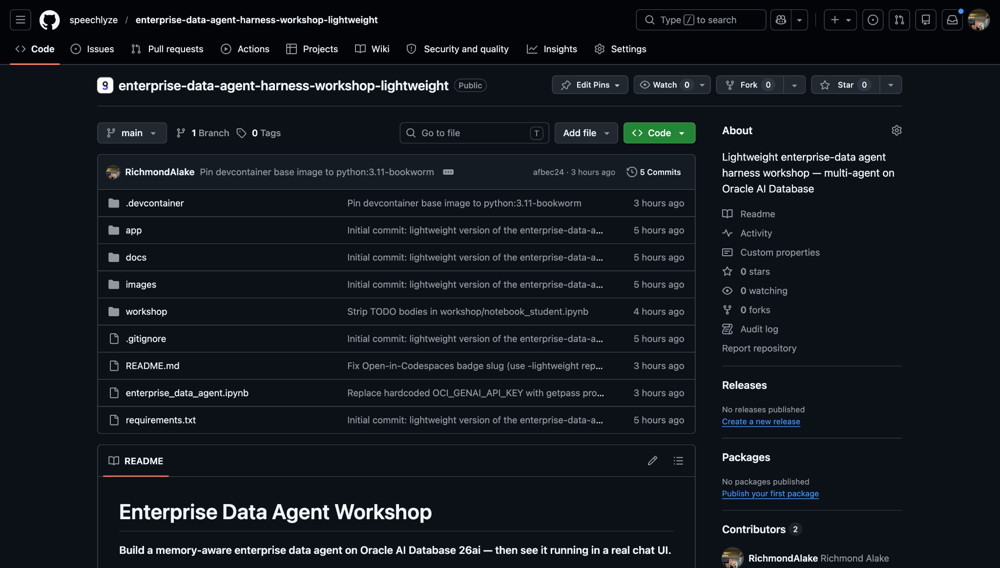 speechlyze / enterprise-data-agent-harness-workshop-lightweight
Type / to search
Code
Issues
Pull requests
Actions
Projects
Wiki
Security and quality
Insights
Settings
enterprise-data-agent-harness-workshop-lightweight Public
Edit Pins
Watch 0
Fork 0
Star 0
main
1 Branch
0 Tags
Go to file T
Add file
Code
RichmondAlake Pin devcontainer base image to python:3.11-bookworm afbec24 · 3 hours ago 5 Commits
.devcontainer Pin devcontainer base image to python:3.11-bookworm 3 hours ago
app Initial commit: lightweight version of the enterprise-data-a... 5 hours ago
docs Initial commit: lightweight version of the enterprise-data-a... 5 hours ago
images Initial commit: lightweight version of the enterprise-data-a... 5 hours ago
workshop Strip TODO bodies in workshop/notebook_student.ipynb 4 hours ago
.gitignore Initial commit: lightweight version of the enterprise-data-a... 5 hours ago
README.md Fix Open-in-Codespaces badge slug (use -lightweight rep... 3 hours ago
enterprise_data_agent.ipynb Replace hardcoded OCI_GENAI_API_KEY with getpass pro... 3 hours ago
requirements.txt Initial commit: lightweight version of the enterprise-data-a... 5 hours ago
README
Enterprise Data Agent Workshop
Build a memory-aware enterprise data agent on Oracle AI Database 26ai — then see it running in a real chat UI.
About
Lightweight enterprise-data agent
harness workshop — multi-agent on
Oracle AI Database
Readme
Activity
Custom properties
0 stars
0 watching
0 forks
Audit log
Report repository
Releases
No releases published
Create a new release
Packages
No packages published
Publish your first package
Contributors 2
RichmondAlake Richmond Alake